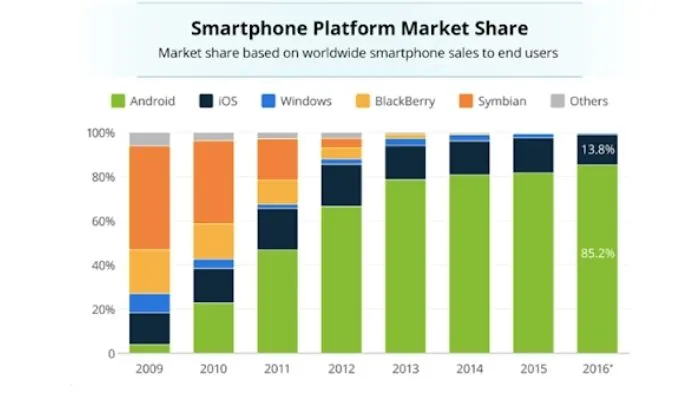 Smartphone Platform Market Share
Market share based on worldwide smartphone sales to end users
Android iOS Windows BlackBerry Symbian Others
100%
80%
60%
40%
20%
0
13.8%
85.2%
2009 2010 2011 2012 2013 2014 2015 2016*